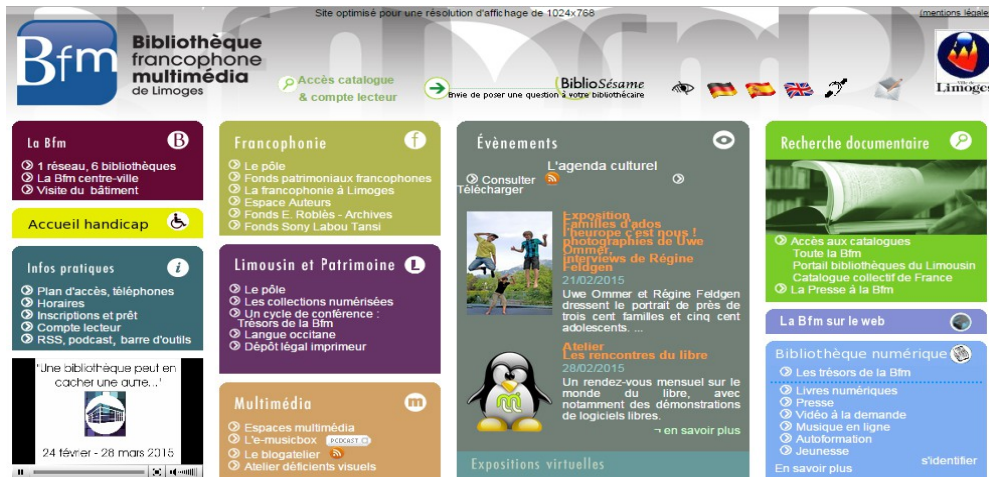 Site optimisé pour une résolution d'affichage de 1024x768
(mentions légale
Bfm
Bibliothèque
francophone
multimédia
de Limoges
Accès catalogue
& compte lecteur
BiblioSésame
Envie de poser une question à votre bibliothécaire
Ville de
Limoges
La Bfm
B
1 réseau, 6 bibliothèques
La Bfm centre-ville
Visite du bâtiment
Accueil handicap
Infos pratiques
i
Plan d'accès, téléphones
Horaires
Inscriptions et prêt
Compte lecteur
RSS, podcast, barre d'outils
"Une bibliothèque peut en
cacher une autre..."
24 février - 28 mars 2015
Francophonie
f
Le pôle
Fonds patrimoniaux francophones
La francophonie à Limoges
Espace Auteurs
Fonds E. Roblès - Archives
Fonds Sony Labou Tansi
Limousin et Patrimoine
L
Le pôle
Les collections numérisées
Un cycle de conférence :
Trésors de la Bfm
Langue occitane
Dépôt légal imprimeur
Multimédia
m
Espaces multimédia
L'e-musicbox PODCAST
Le blogatelier
Atelier déficients visuels
Évènements
L'agenda culturel
Consulter
Télécharger
Exposition
Familles d'ados
l'europe c'est nous !
photographies de Uwe
Ommer,
interviews de Régine
Feldgen
21/02/2015
Uwe Ommer et Régine Feldgen
dressent le portrait de près de
trois cent familles et cinq cent
adolescents. ...
Atelier
Les rencontres du libre
28/02/2015
Un rendez-vous mensuel sur le
monde du libre, avec
notamment des démonstrations
de logiciels libres.
¬ en savoir plus
Expositions virtuelles
Recherche documentaire
Accès aux catalogues
Toute la Bfm
Portail bibliothèques du Limousin
Catalogue collectif de France
La Presse à la Bfm
La Bfm sur le web
Bibliothèque numérique
Les trésors de la Bfm
Livres numériques
Presse
Vidéo à la demande
Musique en ligne
Autoformation
Jeunesse
s'identifier
En savoir plus